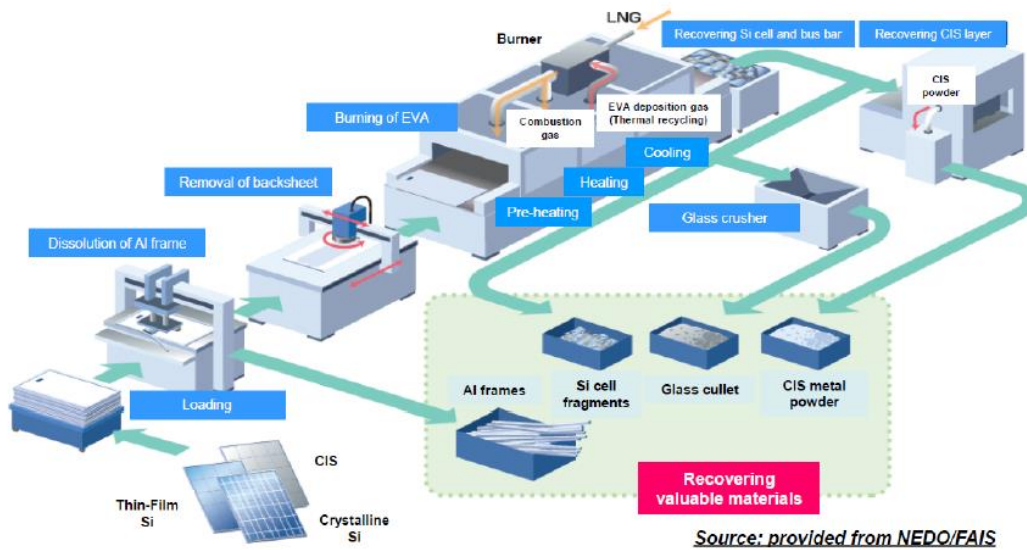 LNG
Burner
Recovering Si cell and bus bar
Recovering CIS layer
CIS
powder
Burning of EVA
Combustion
gas
EVA deposition gas
(Thermal recycling)
Cooling
Removal of backsheet
Heating
Pre-heating
Glass crusher
Dissolution of Al frame
Loading
Al frames
Si cell
fragments
Glass cullet
CIS metal
powder
CIS
Thin-Film
Si
Crystalline
Si
Recovering
valuable materials
Source: provided from NEDO/FAIS